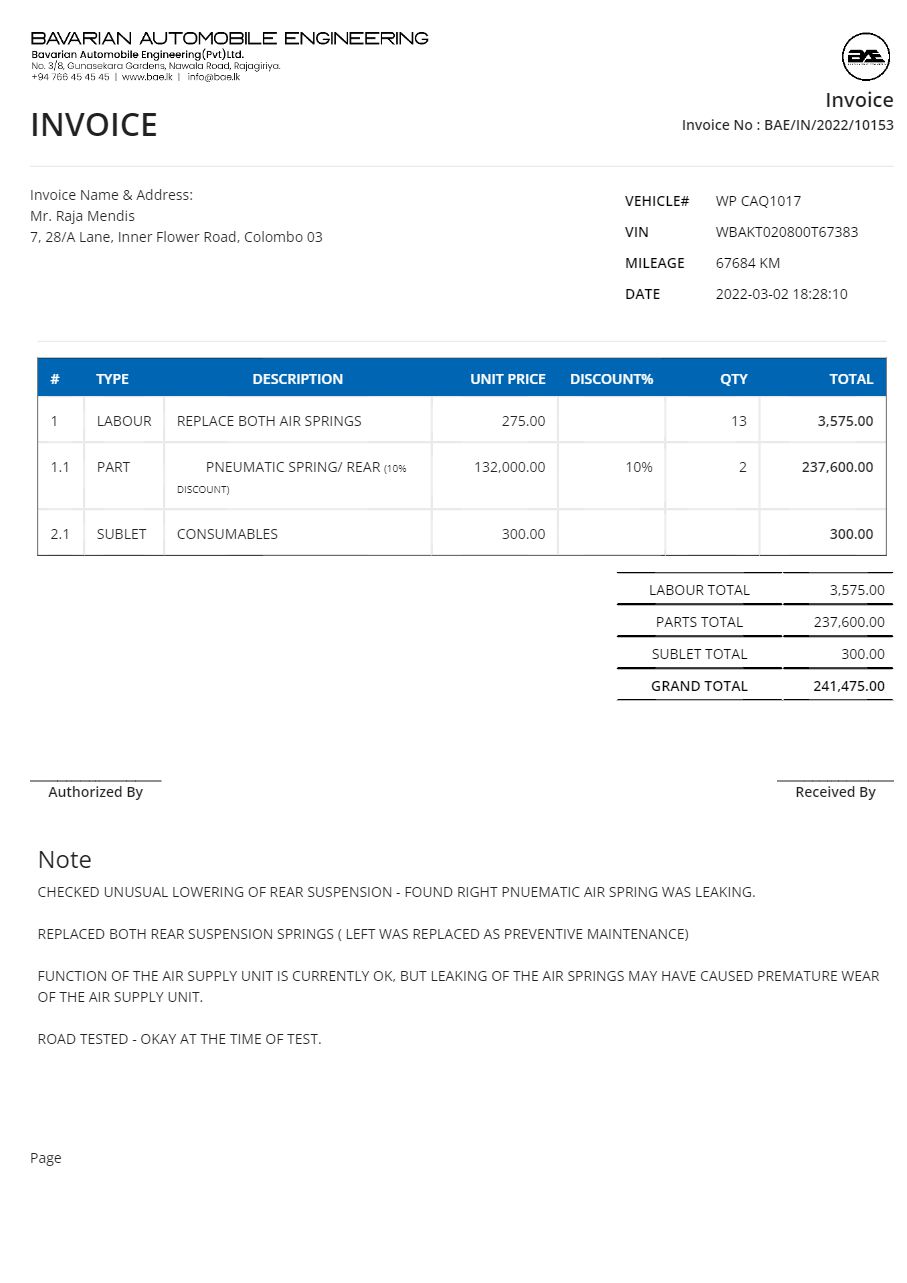 BAVARIAN AUTOMOBILE ENGINEERING
Bavarian Automobile Engineering(Pvt)Ltd.
No. 3/8, Gunasekara Gardens, Nawala Road, Rajagiriya.
+94 766 45 45 45 | www.bae.lk | info@bae.lk
BAE
Invoice
INVOICE
Invoice No : BAE/IN/2022/10153
Invoice Name & Address:
Mr. Raja Mendis
7, 28/A Lane, Inner Flower Road, Colombo 03
VEHICLE# WP CAQ1017
VIN WBAKT020800T67383
MILEAGE 67684 KM
DATE 2022-03-02 18:28:10
# TYPE DESCRIPTION UNIT PRICE DISCOUNT% QTY TOTAL
1 LABOUR REPLACE BOTH AIR SPRINGS 275.00 13 3,575.00
1.1 PART PNEUMATIC SPRING/ REAR (10% 132,000.00 10% 2 237,600.00
DISCOUNT)
2.1 SUBLET CONSUMABLES 300.00 300.00
LABOUR TOTAL 3,575.00
PARTS TOTAL 237,600.00
SUBLET TOTAL 300.00
GRAND TOTAL 241,475.00
Authorized By Received By
Note
CHECKED UNUSUAL LOWERING OF REAR SUSPENSION - FOUND RIGHT PNUEMATIC AIR SPRING WAS LEAKING.
REPLACED BOTH REAR SUSPENSION SPRINGS ( LEFT WAS REPLACED AS PREVENTIVE MAINTENANCE)
FUNCTION OF THE AIR SUPPLY UNIT IS CURRENTLY OK, BUT LEAKING OF THE AIR SPRINGS MAY HAVE CAUSED PREMATURE WEAR
OF THE AIR SUPPLY UNIT.
ROAD TESTED - OKAY AT THE TIME OF TEST.
Page